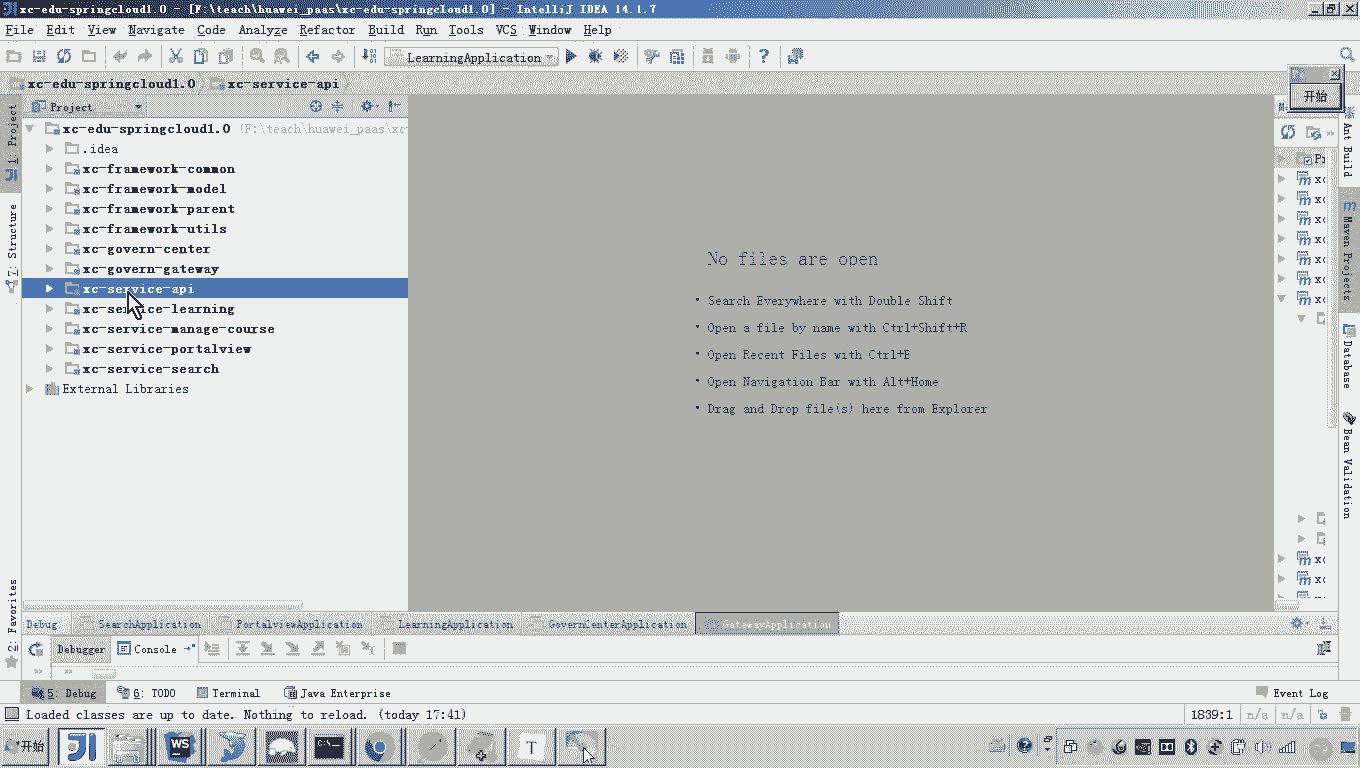 xc-edu-springcloud1.0 - [F:\teach\huawei_paas\xc-edu-springcloud1.0] - IntelliJ IDEA 14.1.7
File Edit View Navigate Code Analyze Refactor Build Run Tools VCS Window Help
LearningApplication
xc-edu-springcloud1.0 xc-service-api
开始
Project
xc-edu-springcloud1.0 (F:\teach\huawei_paas\xc
.idea
xc-framework-common
xc-framework-model
xc-framework-parent
xc-framework-utils
xc-govern-center
xc-govern-gateway
xc-service-api
xc-service-learning
xc-service-manage-course
xc-service-portalview
xc-service-search
External Libraries
1: Project
7: Structure
2: Favorites
No files are open
• Search Everywhere with Double Shift
• Open a file by name with Ctrl+Shift+R
• Open Recent Files with Ctrl+E
• Open Navigation Bar with Alt+Home
• Drag and Drop file(s) here from Explorer
Ant Build
Maven Projects
Database
Bean Validation
Debug SearchApplication PortalviewApplication LearningApplication GovernCenterApplication GatewayApplication
Debugger Console
5: Debug 6: TODO Terminal Java Enterprise Event Log
Loaded classes are up to date. Nothing to reload. (today 17:41) 1839:1 n/a n/a
开始